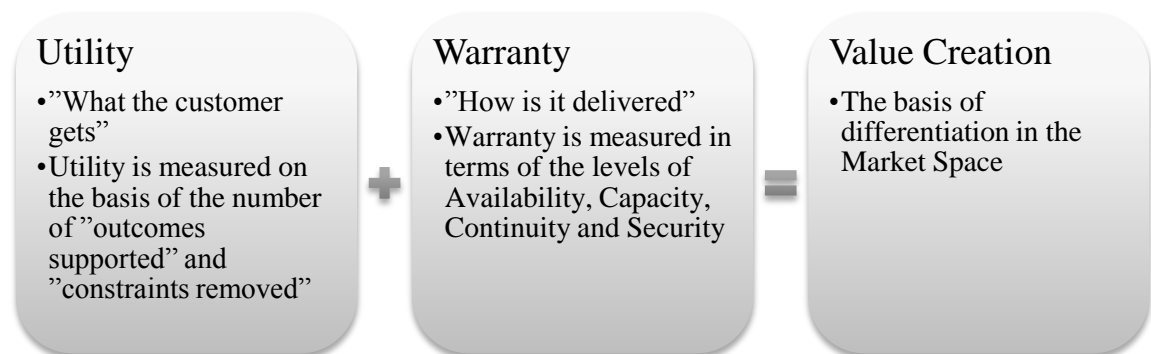 Utility
•”What the customer
gets”
•Utility is measured on
the basis of the number
of ”outcomes
supported” and
”constraints removed”
Warranty
•”How is it delivered”
•Warranty is measured in
terms of the levels of
Availability, Capacity,
Continuity and Security
Value Creation
•The basis of
differentiation in the
Market Space